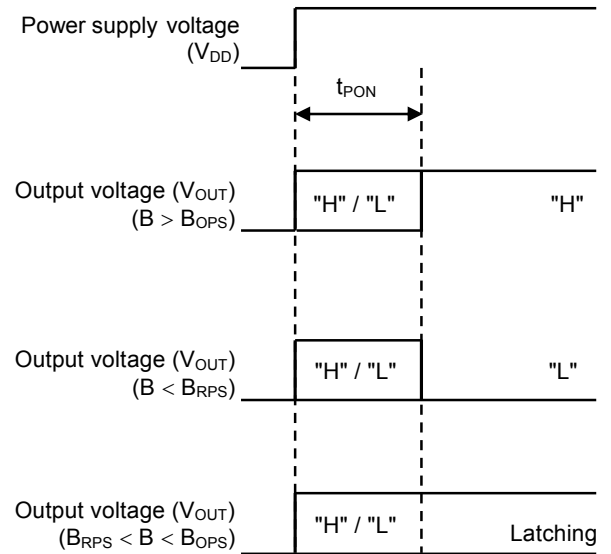 Power supply voltage
(VDD)
tPON
Output voltage (VOUT)
(B > BOPS)
"H" / "L"
"H"
Output voltage (VOUT)
(B < BRPS)
"H" / "L"
"L"
Output voltage (VOUT)
(BRPS < B < BOPS)
"H" / "L"
Latching